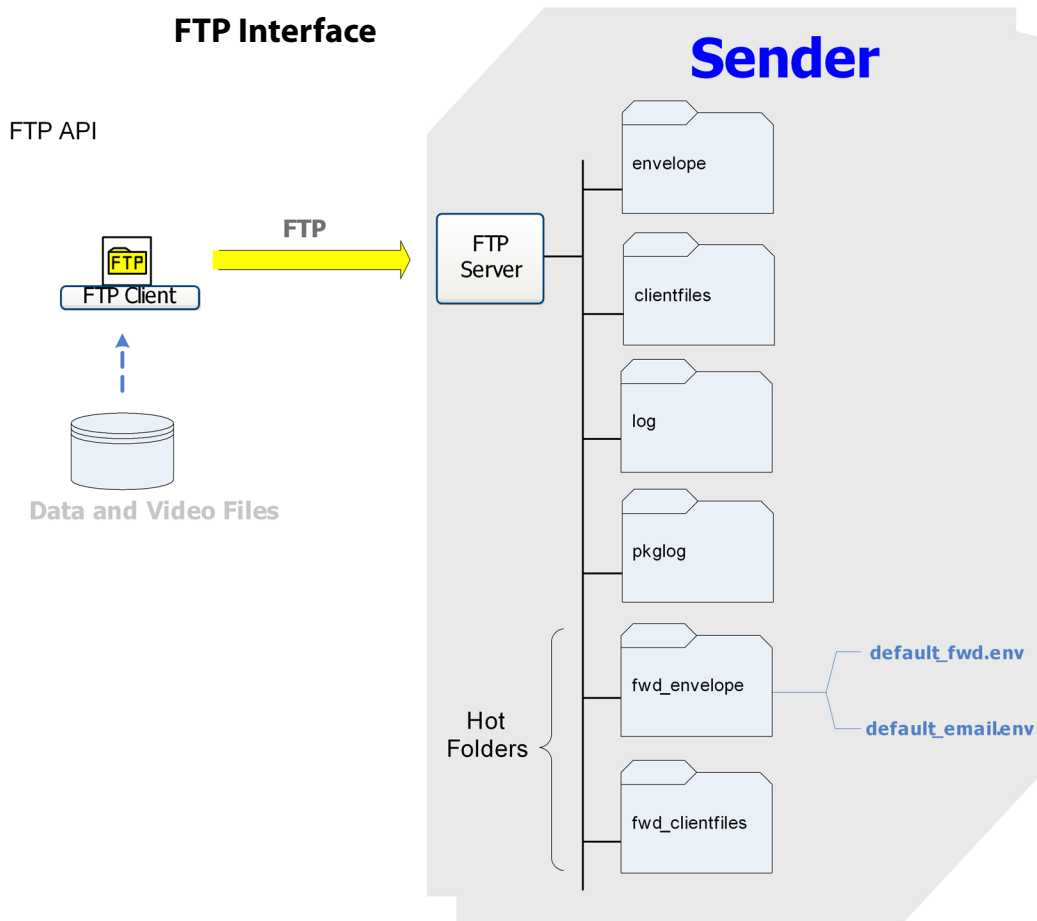 FTP Interface
Sender
FTP API
envelope
FTP
FTP
Server
FTP
FTP Client
clientfiles
log
Data and Video Files
pkglog
fwd_envelope
default_fwd.env
default_email.env
Hot
Folders
fwd_clientfiles